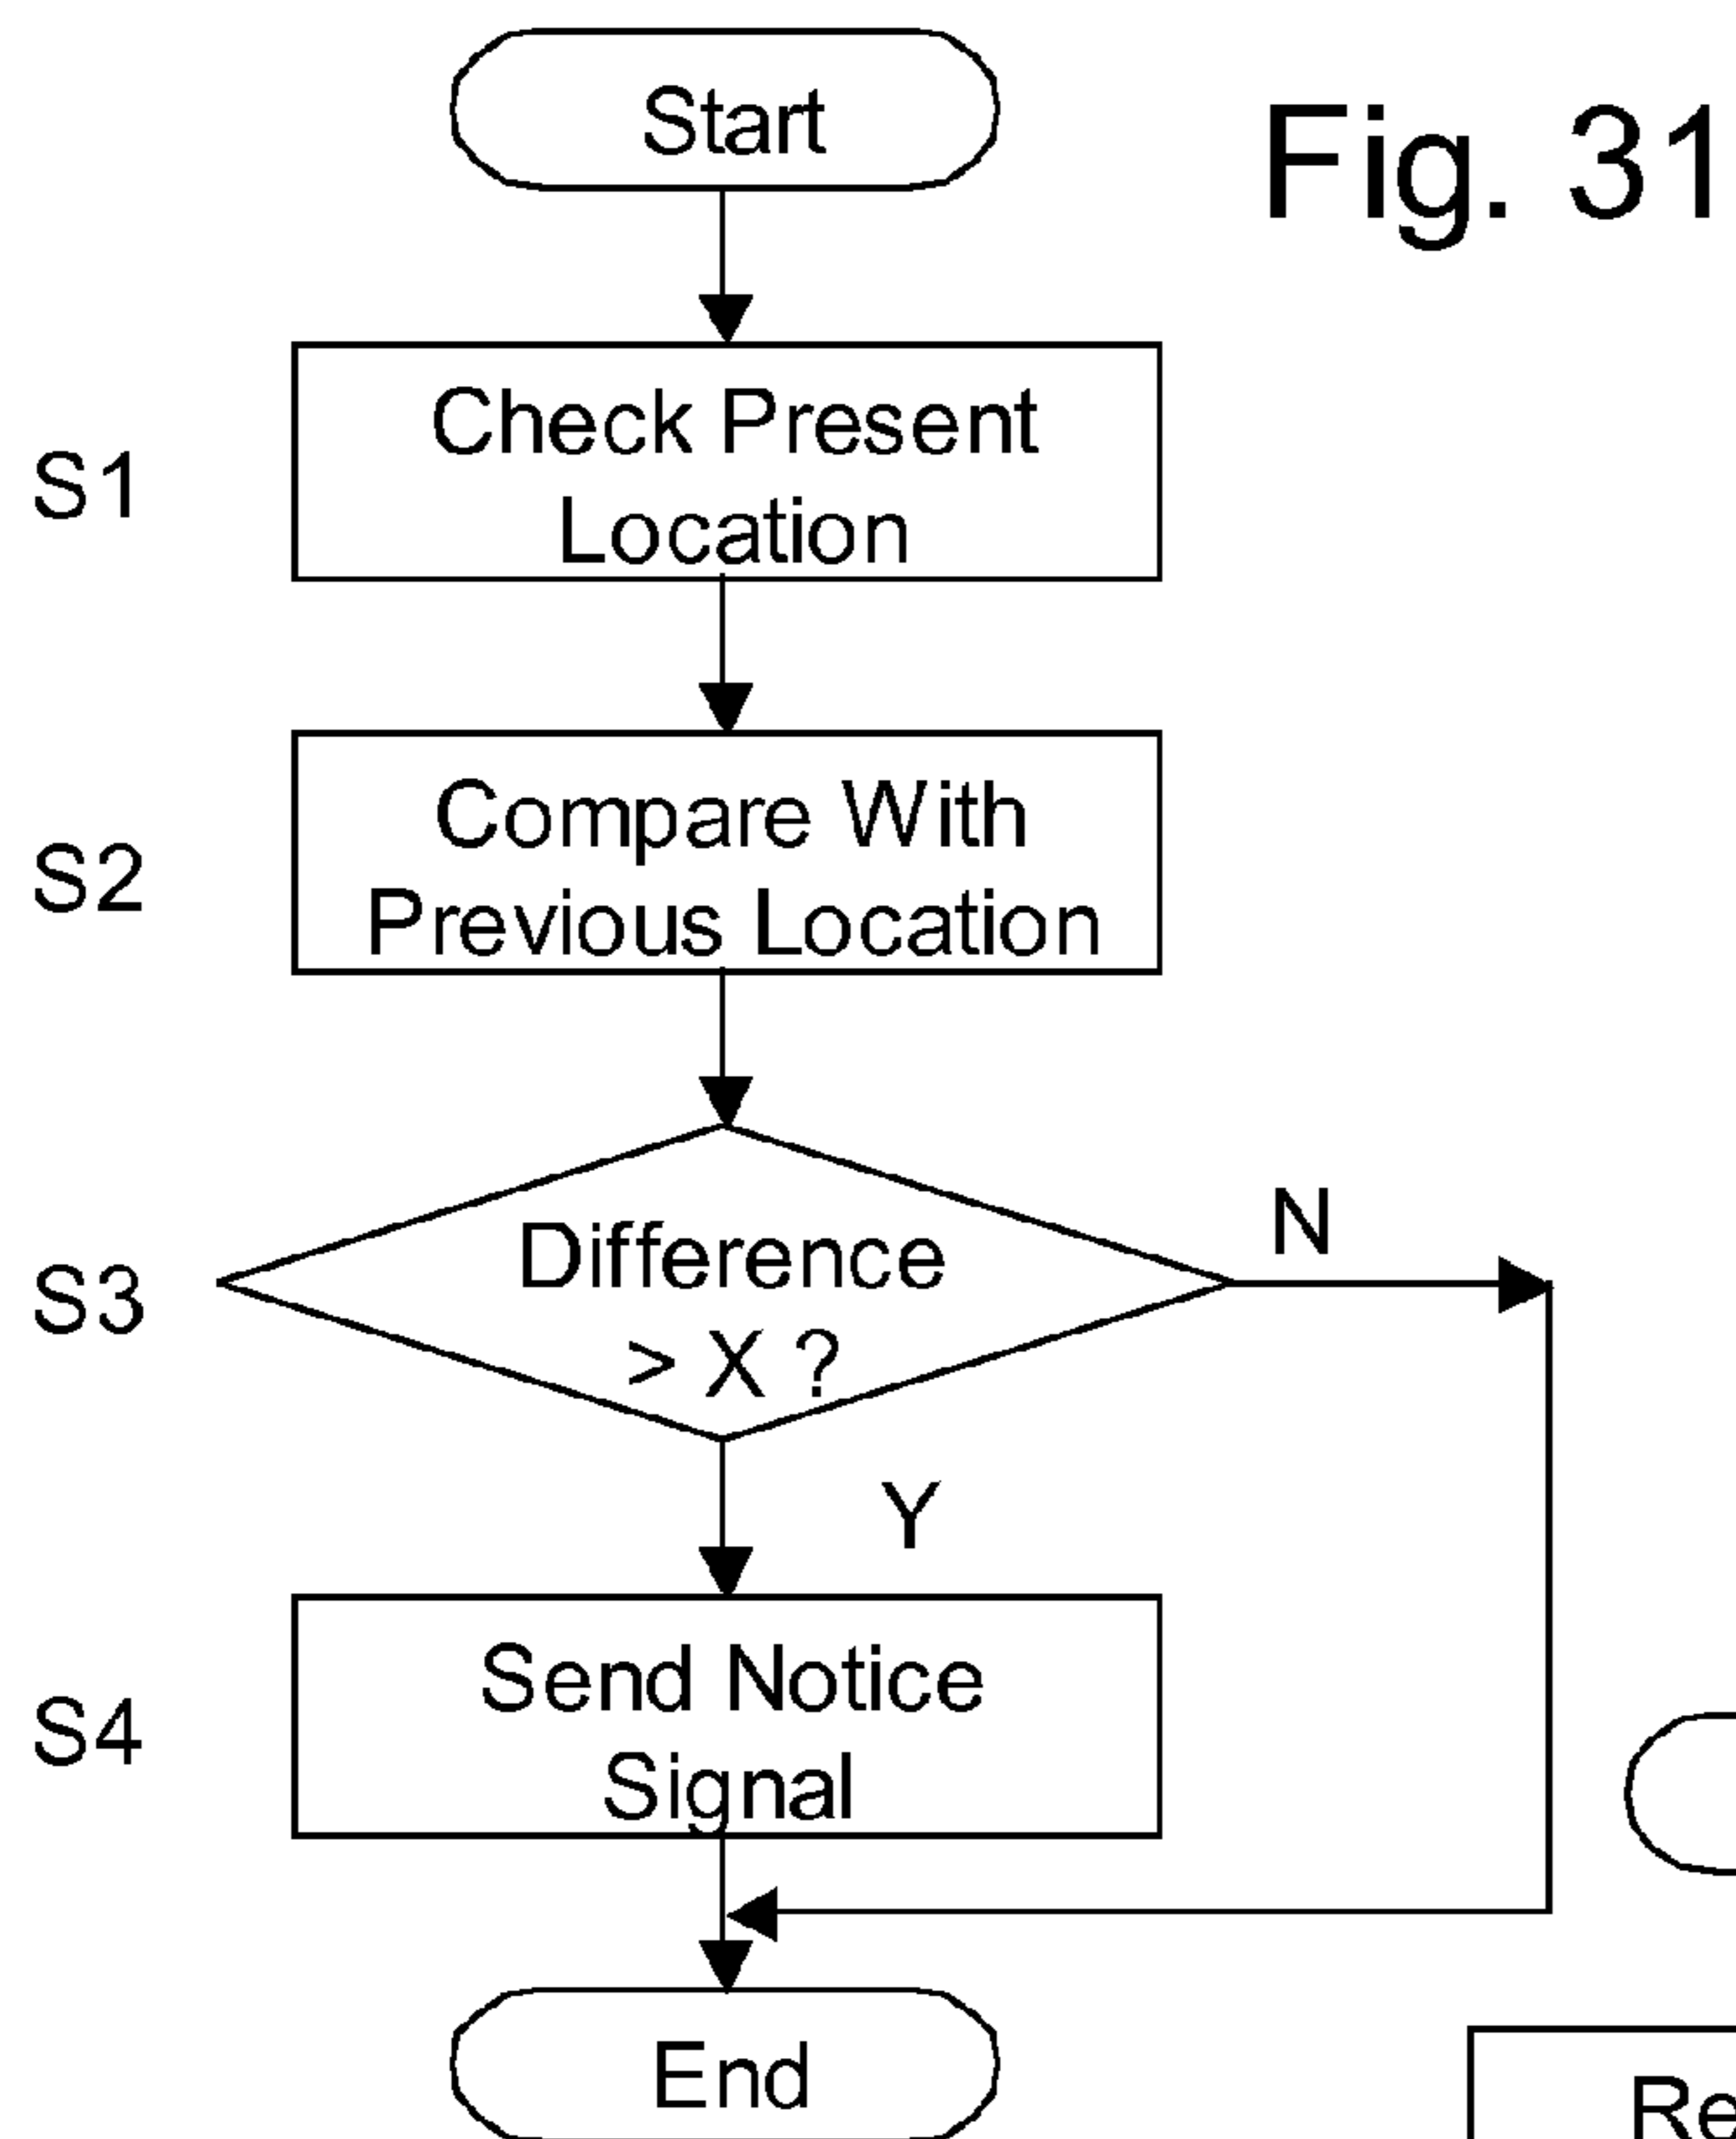 Start
Fig. 31
S1
Check Present
Location
S2
Compare With
Previous Location
S3
Difference
> X ?
N
Y
S4
Send Notice
Signal
End